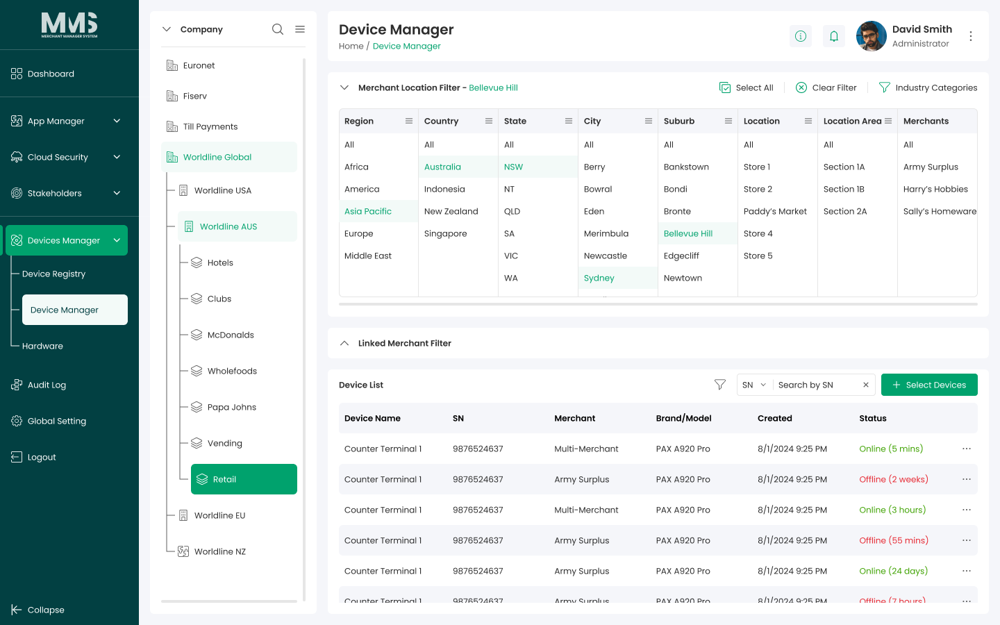 MMS
MERCHANT MANAGER SYSTEM
Dashboard
App Manager
Cloud Security
Stakeholders
Devices Manager
Device Registry
Device Manager
Hardware
Audit Log
Global Setting
Logout
Collapse
Company
Euronet
Fiserv
Till Payments
Worldline Global
Worldline USA
Worldline AUS
Hotels
Clubs
McDonalds
Wholefoods
Papa Johns
Vending
Retail
Worldline EU
Worldline NZ
Device Manager
Home / Device Manager
David Smith
Administrator
Merchant Location Filter - Bellevue Hill
Select All
Clear Filter
Industry Categories
Region Country State City Suburb Location Location Area Merchants
All All All All All All All All
Africa Australia NSW Berry Bankstown Store 1 Section 1A Army Surplus
America Indonesia NT Bowral Bondi Store 2 Section 1B Harry's Hobbies
Asia Pacific New Zealand QLD Eden Bronte Paddy's Market Section 2A Sally's Homeware
Europe Singapore SA Merimbula Bellevue Hill Store 4
Middle East VIC Newcastle Edgecliff Store 5
WA Sydney Newtown
Linked Merchant Filter
Device List
SN
Search by SN
Select Devices
Device Name SN Merchant Brand/Model Created Status
Counter Terminal 1 9876524637 Multi-Merchant PAX A920 Pro 8/1/2024 9:25 PM Online (5 mins)
Counter Terminal 1 9876524637 Army Surplus PAX A920 Pro 8/1/2024 9:25 PM Offline (2 weeks)
Counter Terminal 1 9876524637 Multi-Merchant PAX A920 Pro 8/1/2024 9:25 PM Online (3 hours)
Counter Terminal 1 9876524637 Army Surplus PAX A920 Pro 8/1/2024 9:25 PM Offline (55 mins)
Counter Terminal 1 9876524637 Army Surplus PAX A920 Pro 8/1/2024 9:25 PM Online (24 days)
Counter Terminal 1 9876524637 Army Surplus PAX A920 Pro 8/1/2024 9:25 PM Offline (7 hours)